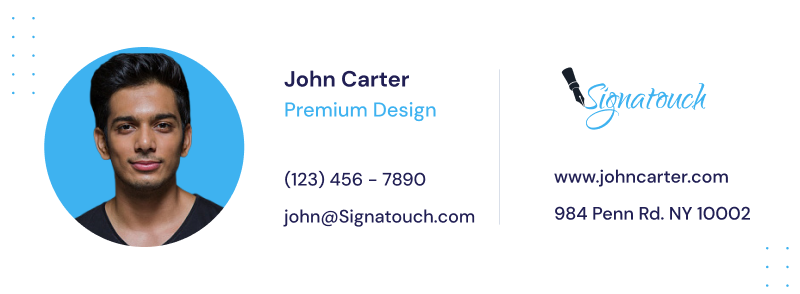 John Carter
Premium Design
(123) 456 - 7890
john@Signatouch.com
Signatouch
www.johncarter.com
984 Penn Rd. NY 10002